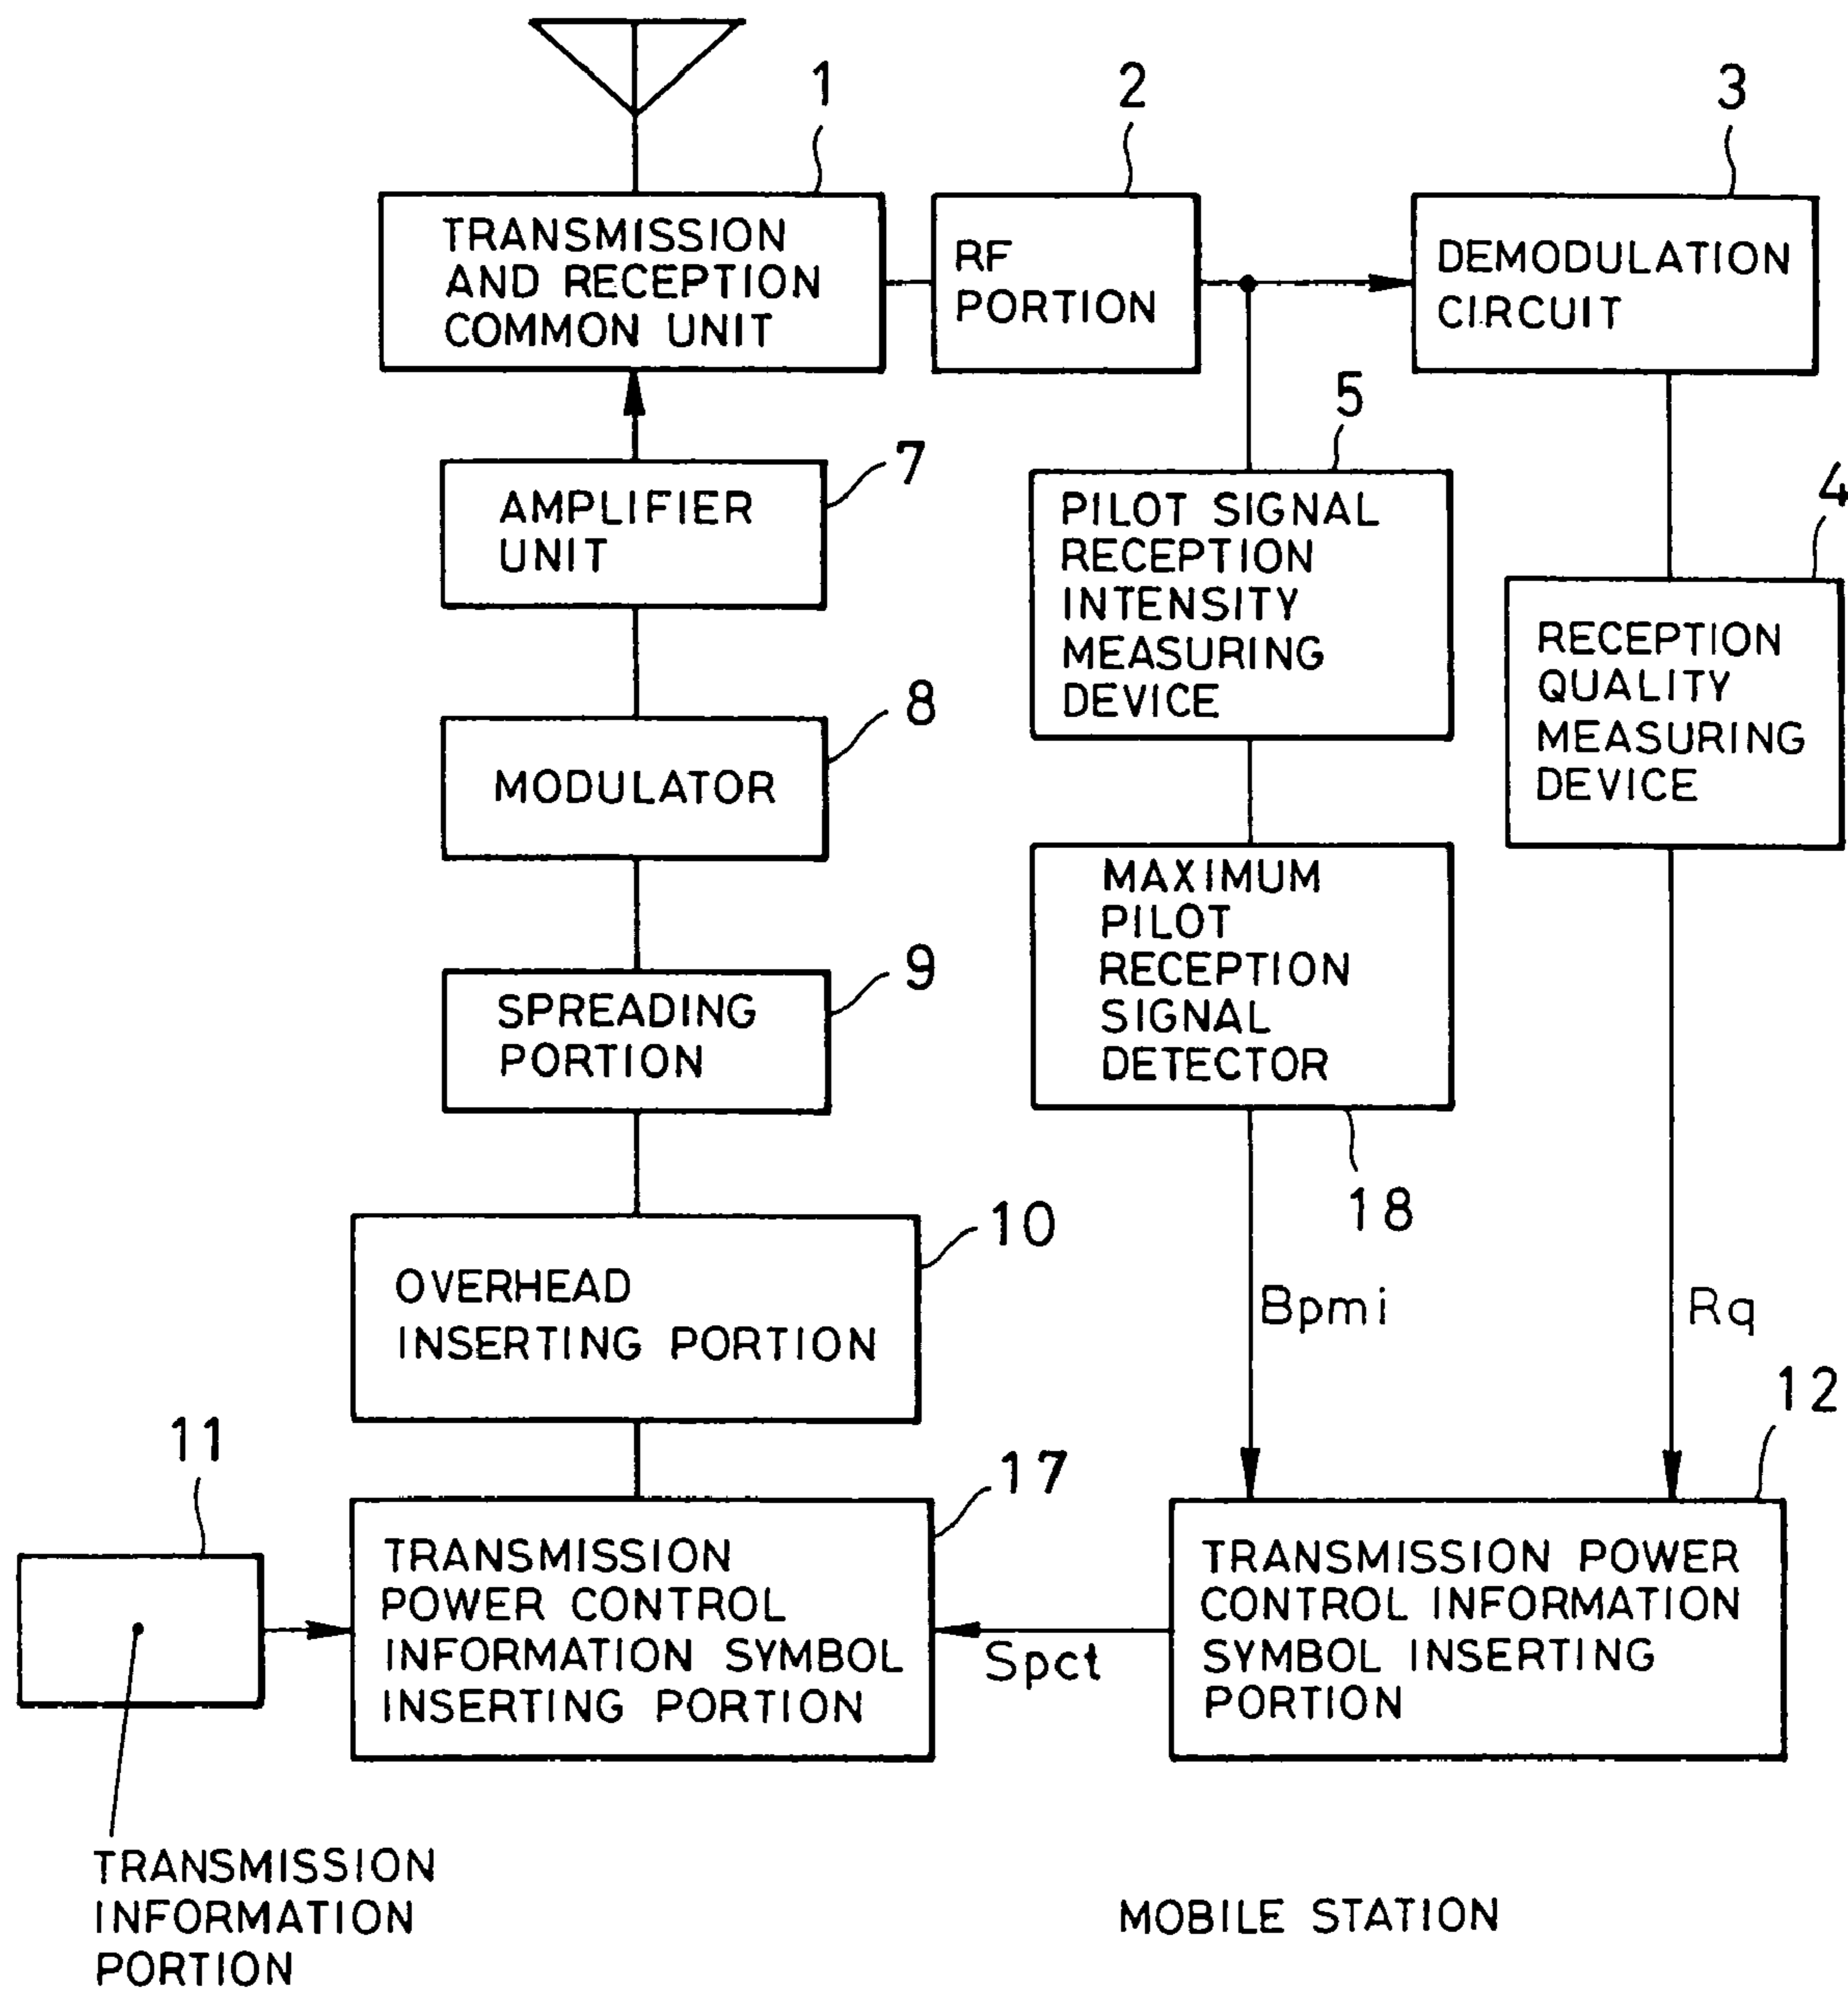 1
2
3
TRANSMISSION
AND RECEPTION
COMMON UNIT
RF
PORTION
DEMODULATION
CIRCUIT
5
7
AMPLIFIER
UNIT
PILOT SIGNAL
RECEPTION
INTENSITY
MEASURING
DEVICE
4
RECEPTION
QUALITY
MEASURING
DEVICE
8
MODULATOR
MAXIMUM
PILOT
RECEPTION
SIGNAL
DETECTOR
9
SPREADING
PORTION
18
10
OVERHEAD
INSERTING PORTION
Bpmi
Rq
12
11
17
TRANSMISSION
POWER CONTROL
INFORMATION SYMBOL
INSERTING PORTION
Spct
TRANSMISSION POWER
CONTROL INFORMATION
SYMBOL INSERTING
PORTION
TRANSMISSION
INFORMATION
PORTION
MOBILE STATION